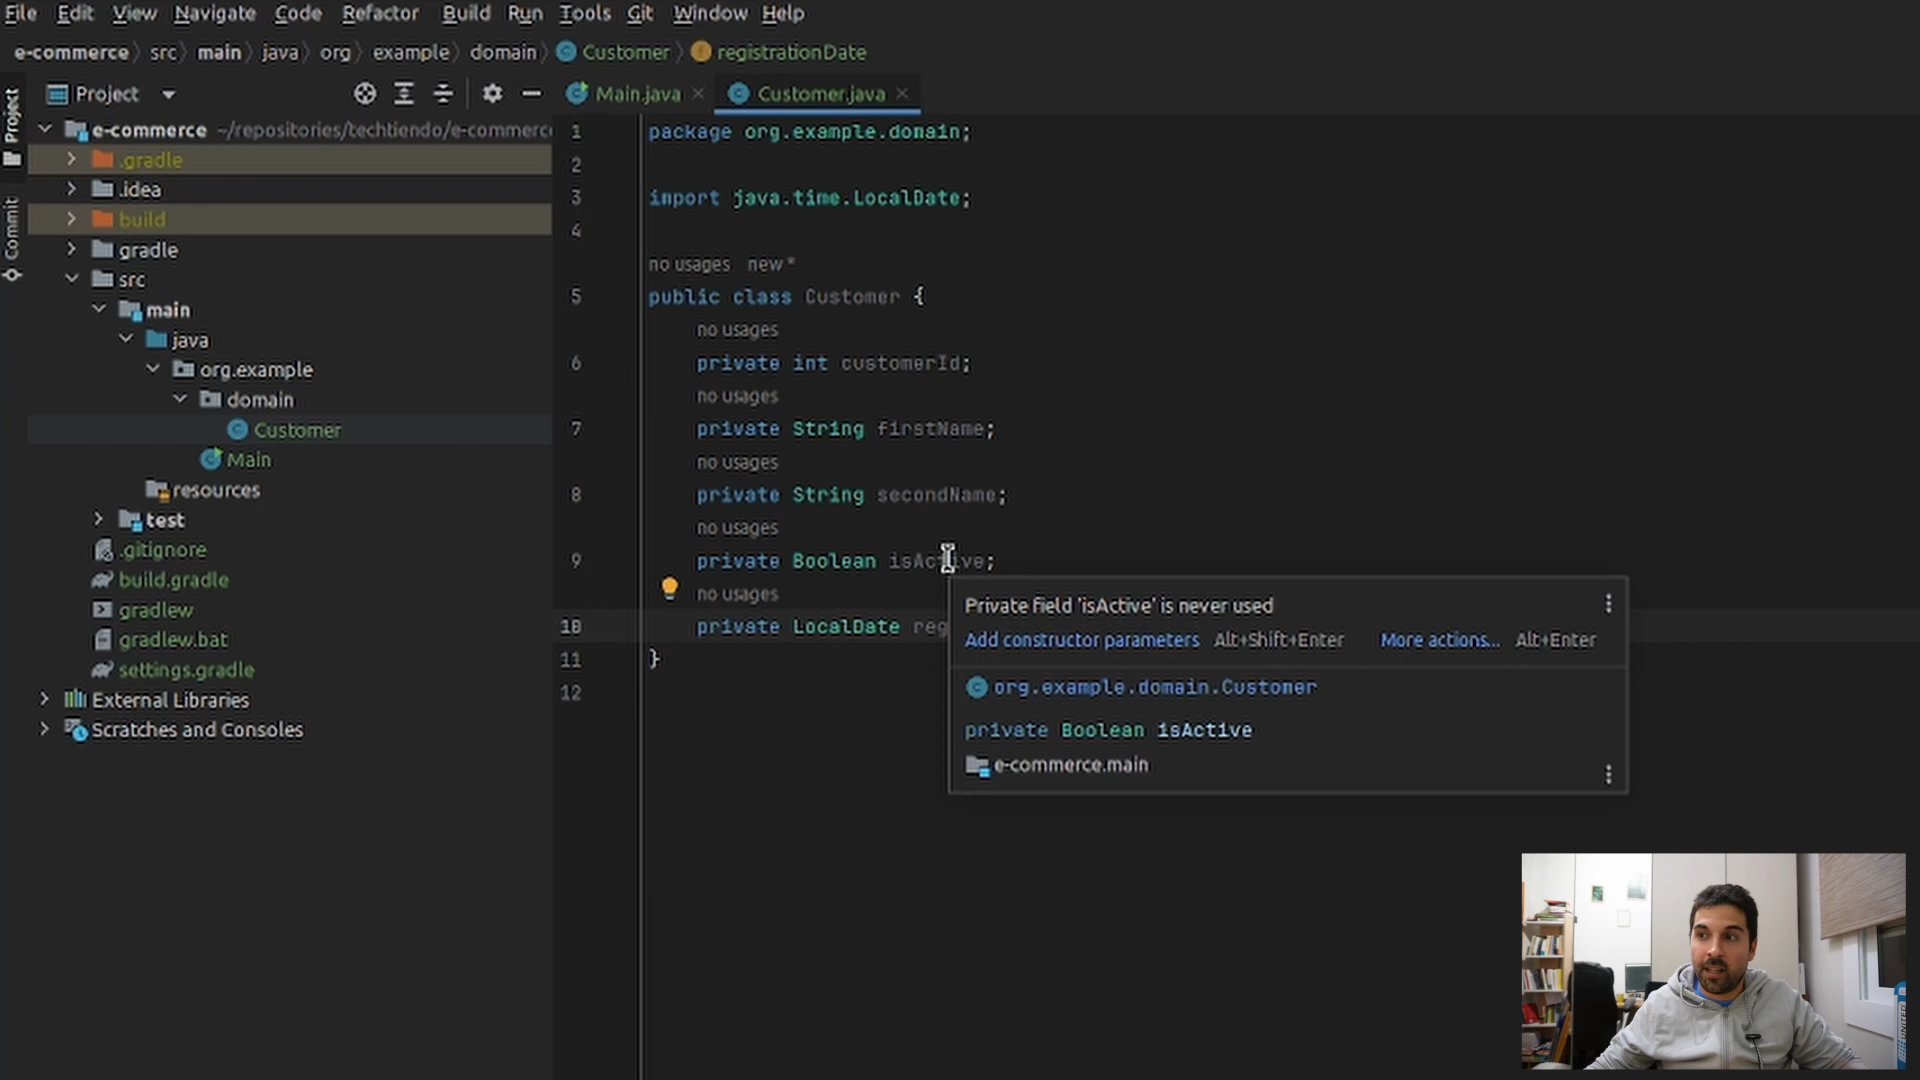 File Edit View Navigate Code Refactor Build Run Tools Git Window Help
e-commerce src main java org example domain Customer registrationDate
Project
Commit
Project
e-commerce ~/repositories/techtiendo/e-commerce
.gradle
.idea
build
gradle
src
main
java
org.example
domain
Customer
Main
resources
test
.gitignore
build.gradle
gradlew
gradlew.bat
settings.gradle
External Libraries
Scratches and Consoles
Main.java Customer.java
1 package org.example.domain;
2
3 import java.time.LocalDate;
4
no usages new *
5 public class Customer {
no usages
6 private int customerId;
no usages
7 private String firstName;
no usages
8 private String secondName;
no usages
9 private Boolean isActive;
no usages
10 private LocalDate reg
11 }
12
Private field 'isActive' is never used
Add constructor parameters Alt+Shift+Enter More actions... Alt+Enter
org.example.domain.Customer
private Boolean isActive
e-commerce.main